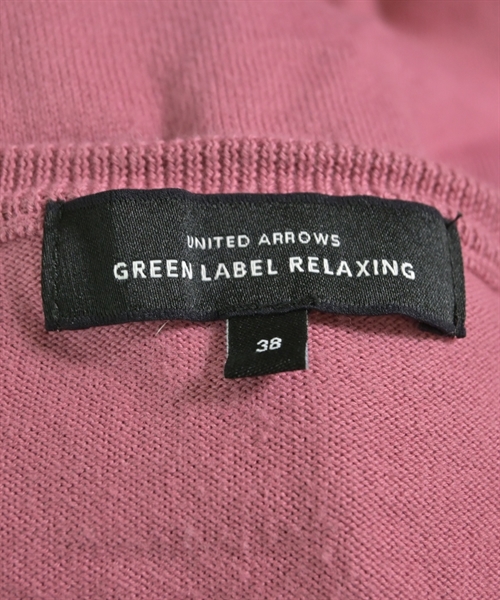 UNITED ARROWS
GREEN LABEL RELAXING
38